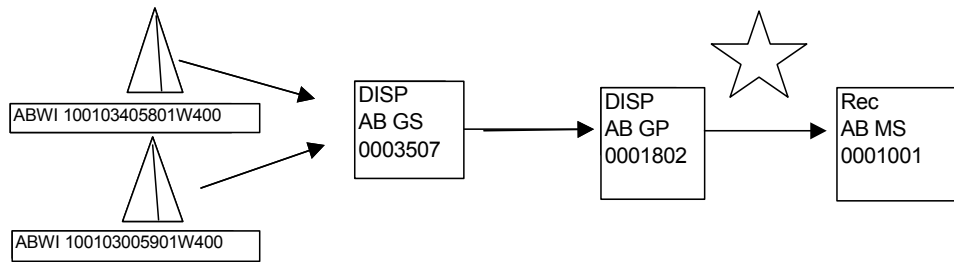 ABWI 100103405801W400
DISP
AB GS
0003507
DISP
AB GP
0001802
Rec
AB MS
0001001
ABWI 100103005901W400